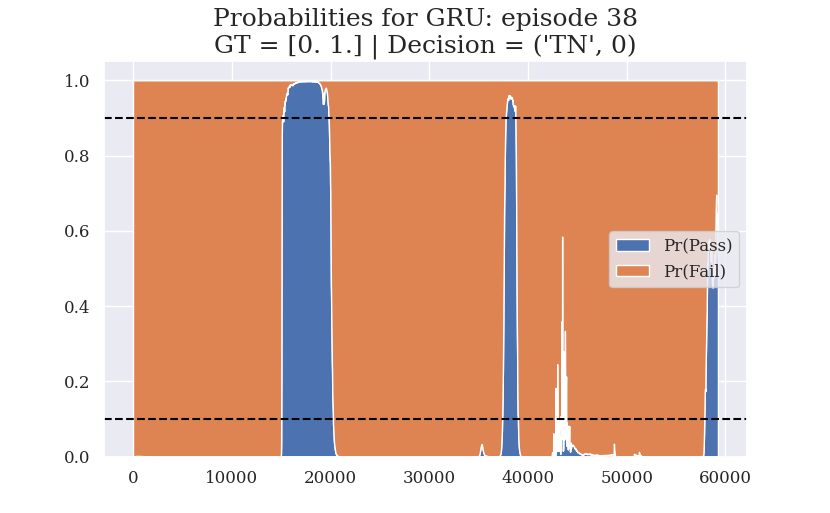 Probabilities for GRU: episode 38
GT = [0. 1.] | Decision = ('TN', 0)
1.0
0.8
0.6
0.4
0.2
0.0
Pr(Pass)
Pr(Fail)
0 10000 20000 30000 40000 50000 60000